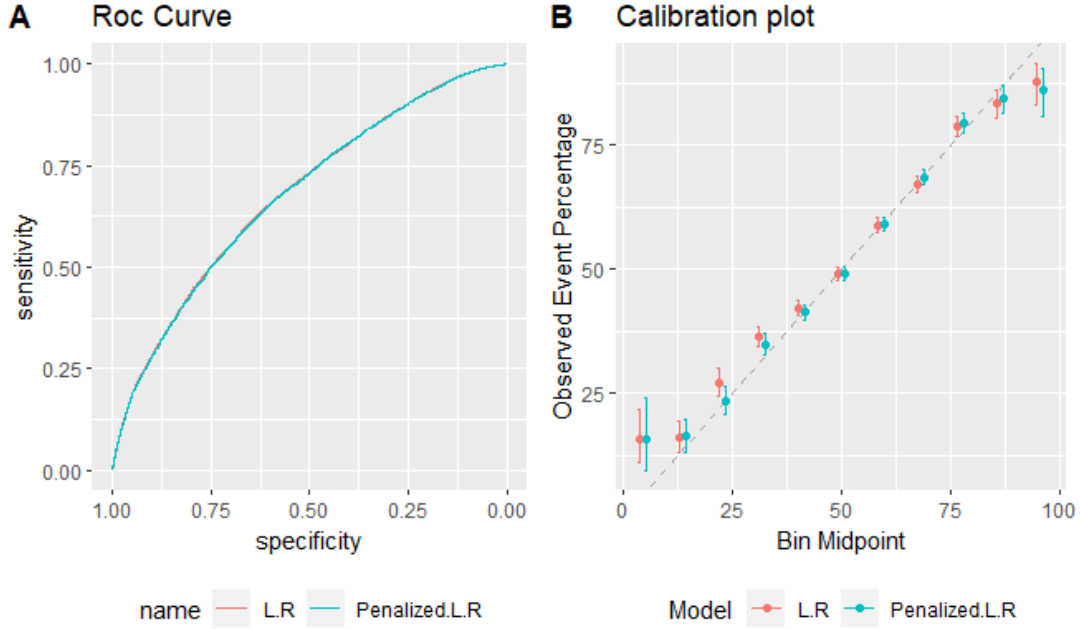 A Roc Curve
1.00
0.75
0.50
0.25
0.00
sensitivity
1.00 0.75 0.50 0.25 0.00
specificity
name L.R Penalized.L.R
B Calibration plot
75
50
25
Observed Event Percentage
0 25 50 75 100
Bin Midpoint
Model L.R Penalized.L.R